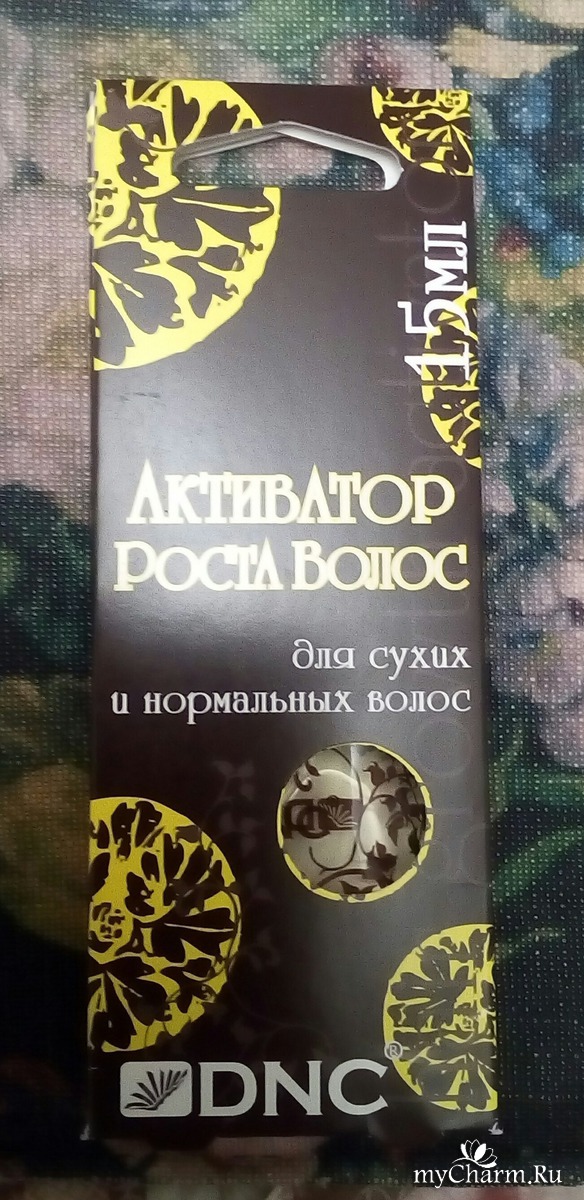 15мл
Активатор
Роста Волос
для сухих
и нормальных волос
DNC®
myCharm.Ru